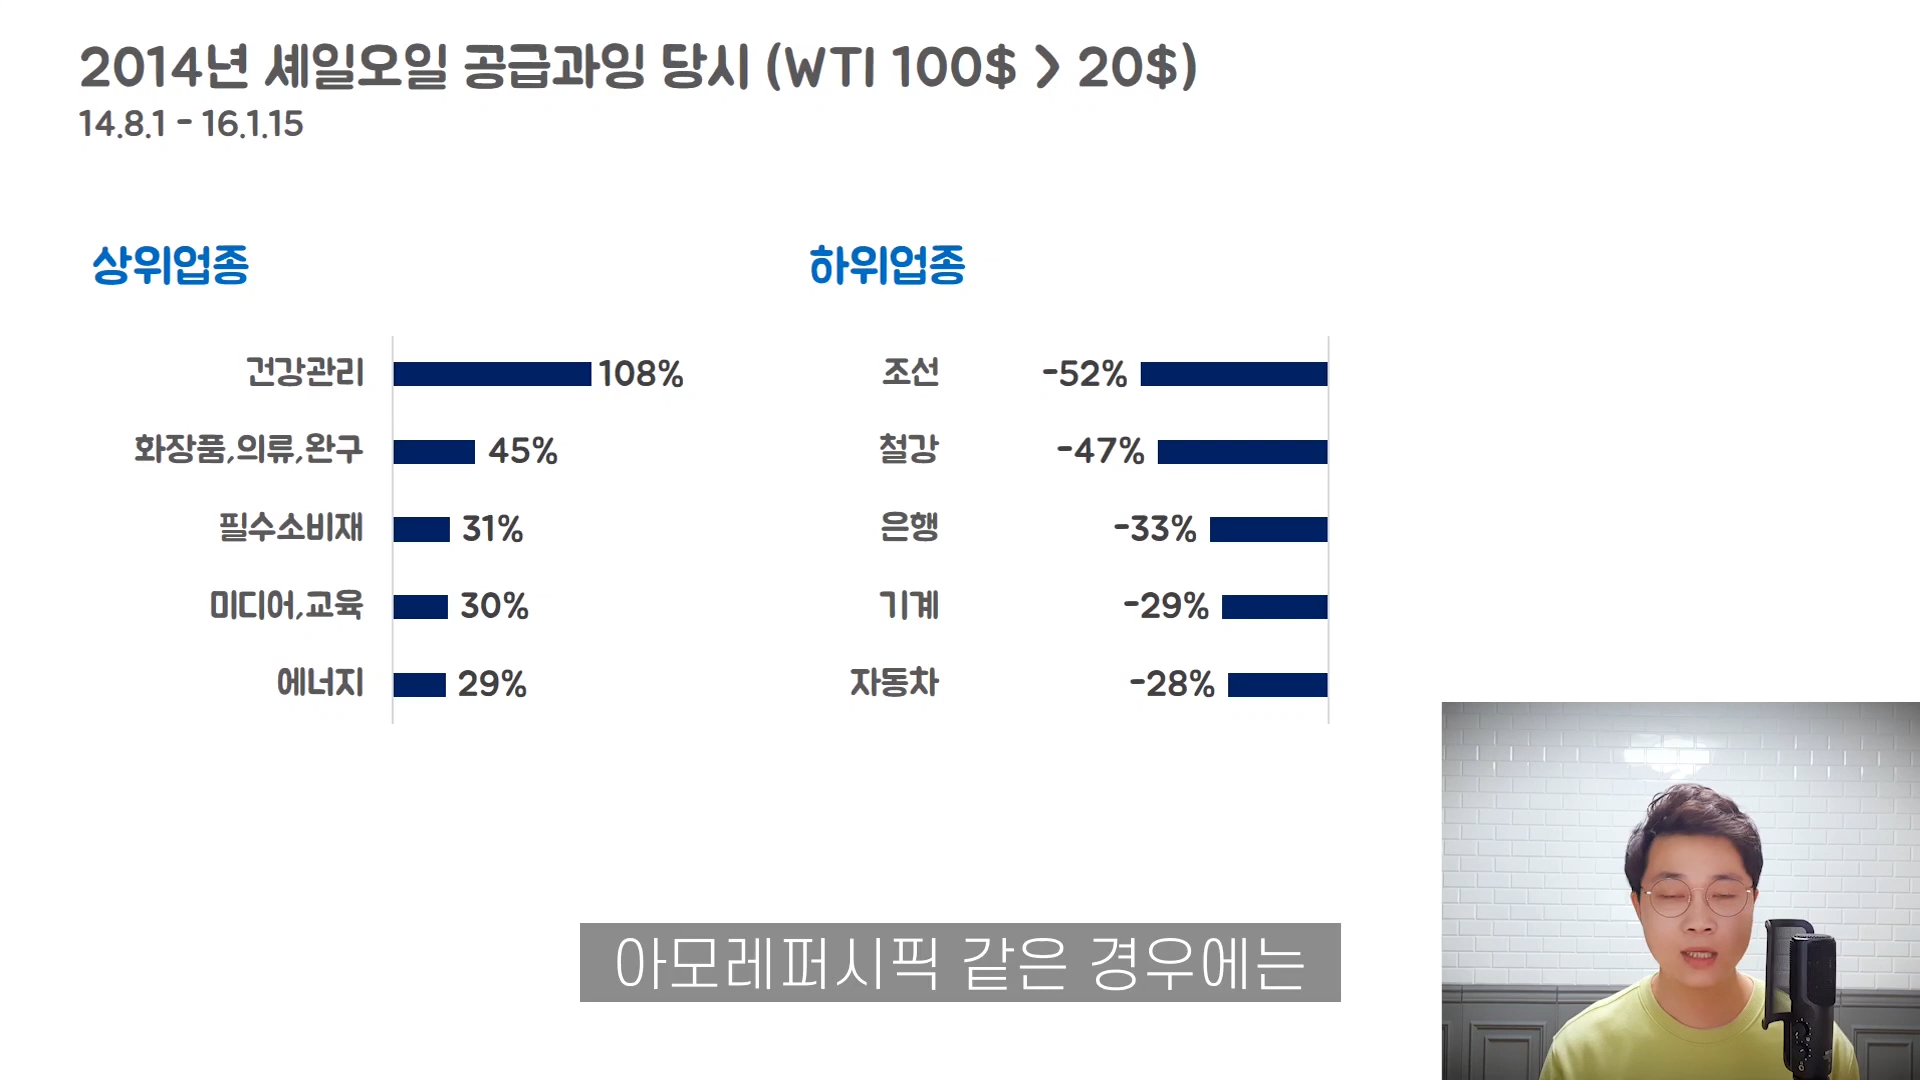 2014년 셰일오일 공급과잉 당시 (WTI 100$ > 20$)
14.8.1 - 16.1.15
상위업종
건강관리 108%
화장품,의류,완구 45%
필수소비재 31%
미디어,교육 30%
에너지 29%
하위업종
조선 -52%
철강 -47%
은행 -33%
기계 -29%
자동차 -28%
아모레퍼시픽 같은 경우에는